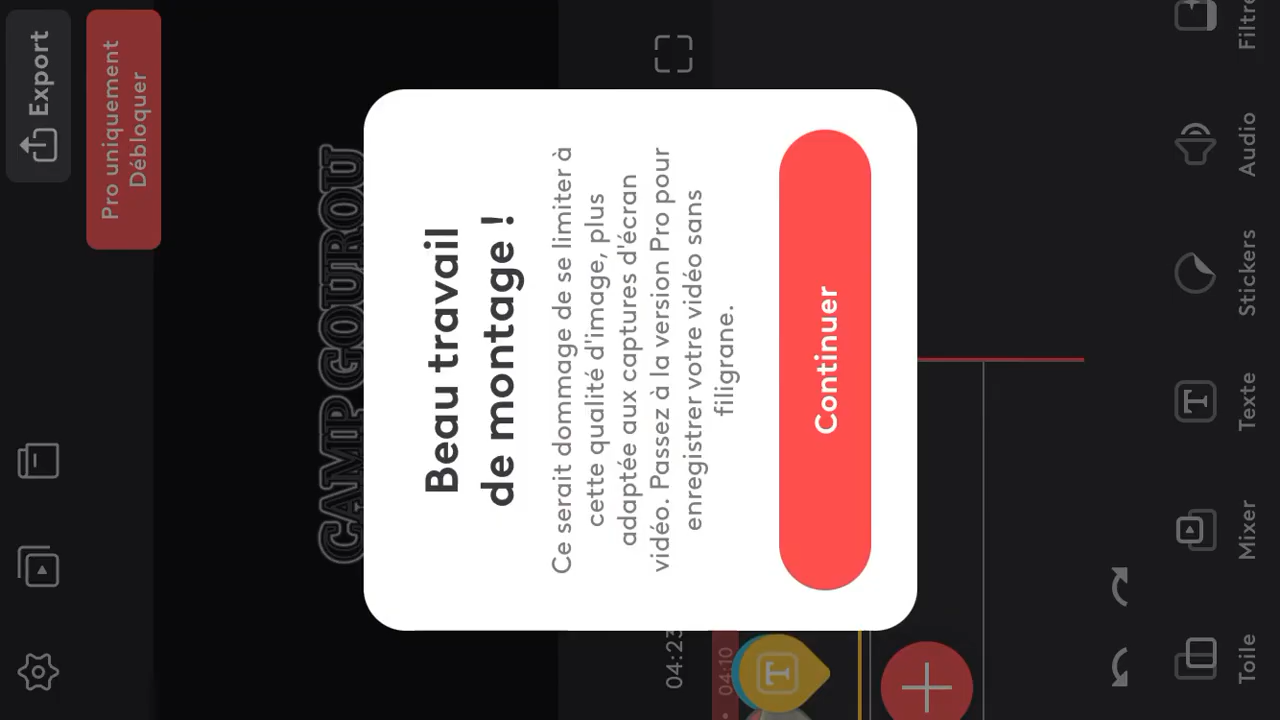 Export
Pro uniquement
Débloquer
CAMP GOUROU
Beau travail
de montage !
Ce serait dommage de se limiter à
cette qualité d'image, plus
adaptée aux captures d'écran
vidéo. Passez à la version Pro pour
enregistrer votre vidéo sans
filigrane.
Continuer
04:23
04:10
T
Toile
Mixer
Texte
Stickers
Audio
Filtre